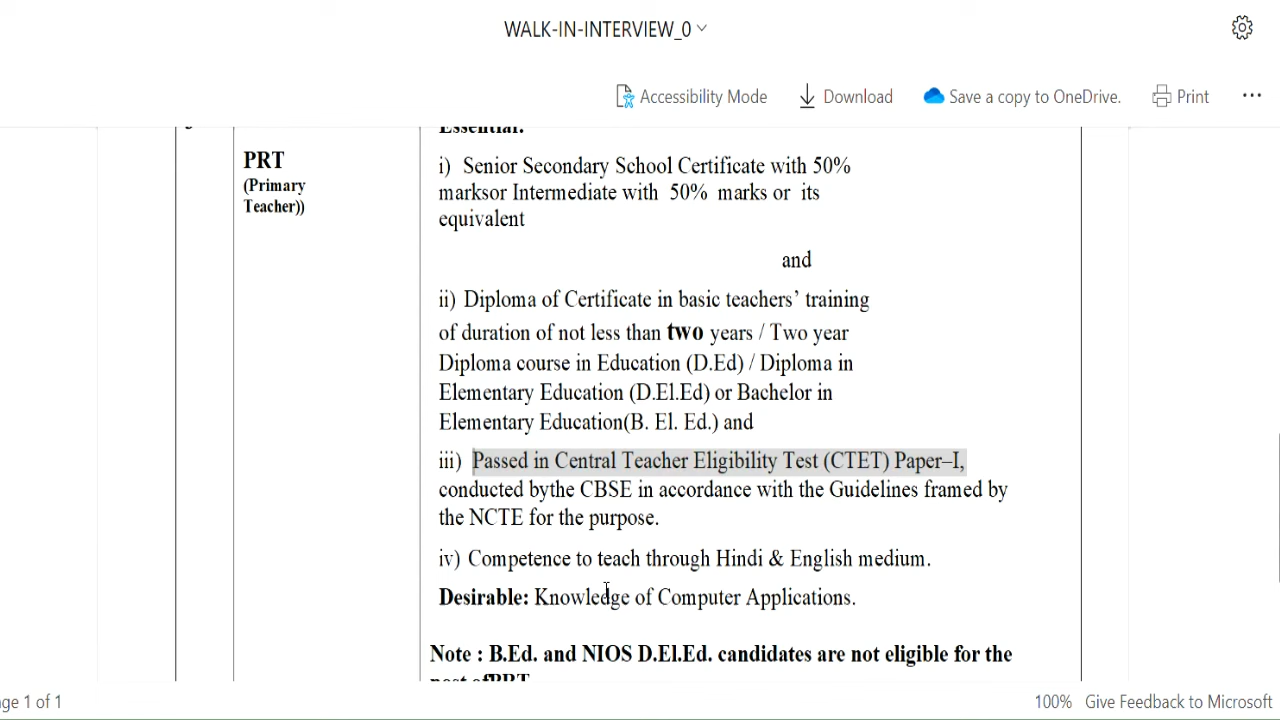 WALK-IN-INTERVIEW_0
Accessibility Mode
Download
Save a copy to OneDrive.
Print
Essential:
PRT
(Primary
Teacher))
i) Senior Secondary School Certificate with 50%
marksor Intermediate with 50% marks or its
equivalent
and
ii) Diploma of Certificate in basic teachers’ training
of duration of not less than two years / Two year
Diploma course in Education (D.Ed) / Diploma in
Elementary Education (D.El.Ed) or Bachelor in
Elementary Education(B. El. Ed.) and
iii) Passed in Central Teacher Eligibility Test (CTET) Paper–I,
conducted bythe CBSE in accordance with the Guidelines framed by
the NCTE for the purpose.
iv) Competence to teach through Hindi & English medium.
Desirable: Knowledge of Computer Applications.
Note : B.Ed. and NIOS D.El.Ed. candidates are not eligible for the
post ofPRT
ge 1 of 1
100%
Give Feedback to Microsoft